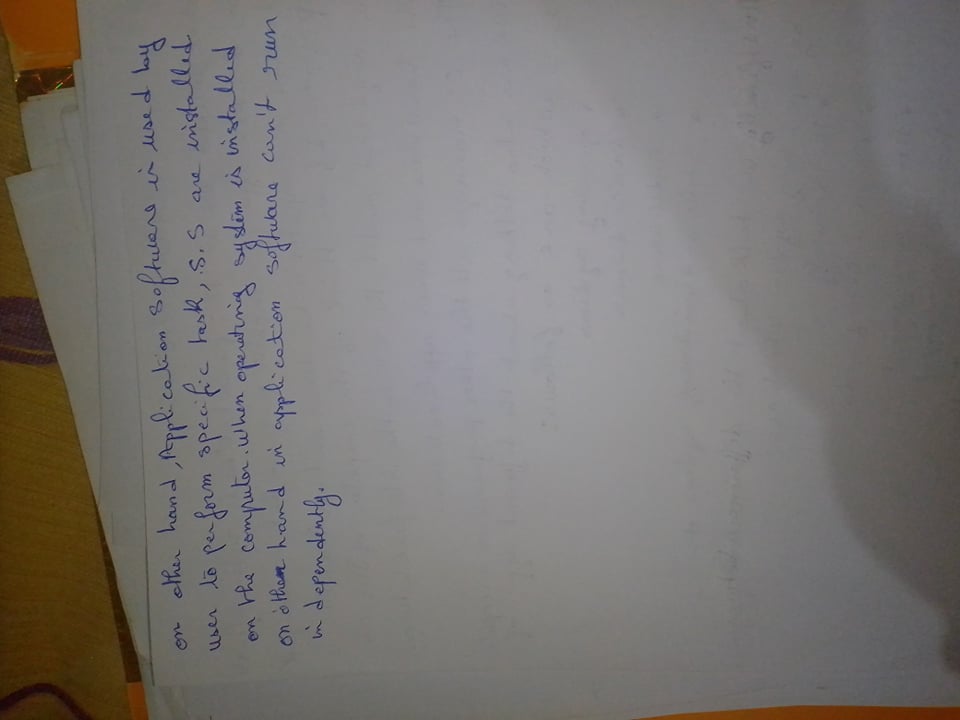 on other hand, Application software is used by
user to perform specific task, S.S are installed
on the computer. When operating system is installed
on other hand in application software can't run
independently.